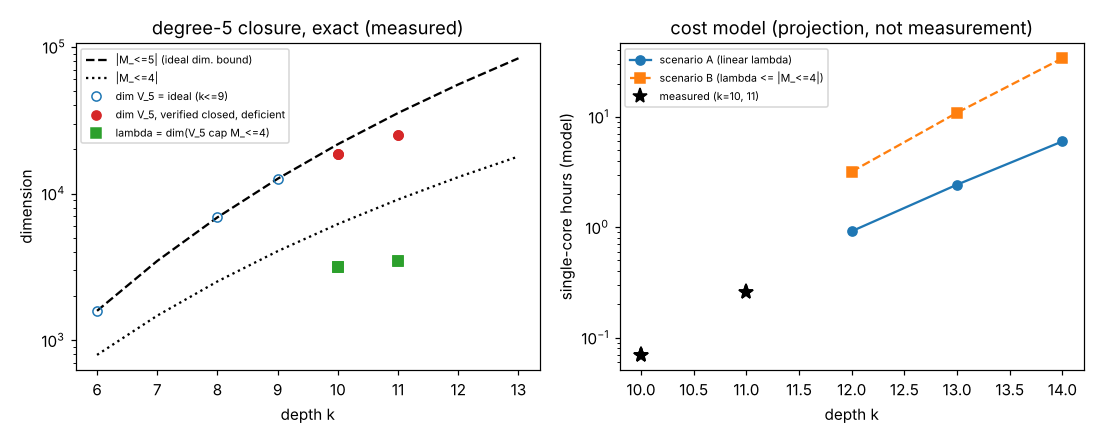 degree-5 closure, exact (measured)
|M_<=5| (ideal dim. bound)
|M_<=4|
dim V_5 = ideal (k<=9)
dim V_5, verified closed, deficient
lambda = dim(V_5 cap M_<=4)
10^5
10^4
10^3
dimension
6 7 8 9 10 11 12 13
depth k
cost model (projection, not measurement)
scenario A (linear lambda)
scenario B (lambda <= |M_<=4|)
measured (k=10, 11)
10^1
10^0
10^−1
single-core hours (model)
10.0 10.5 11.0 11.5 12.0 12.5 13.0 13.5 14.0
depth k